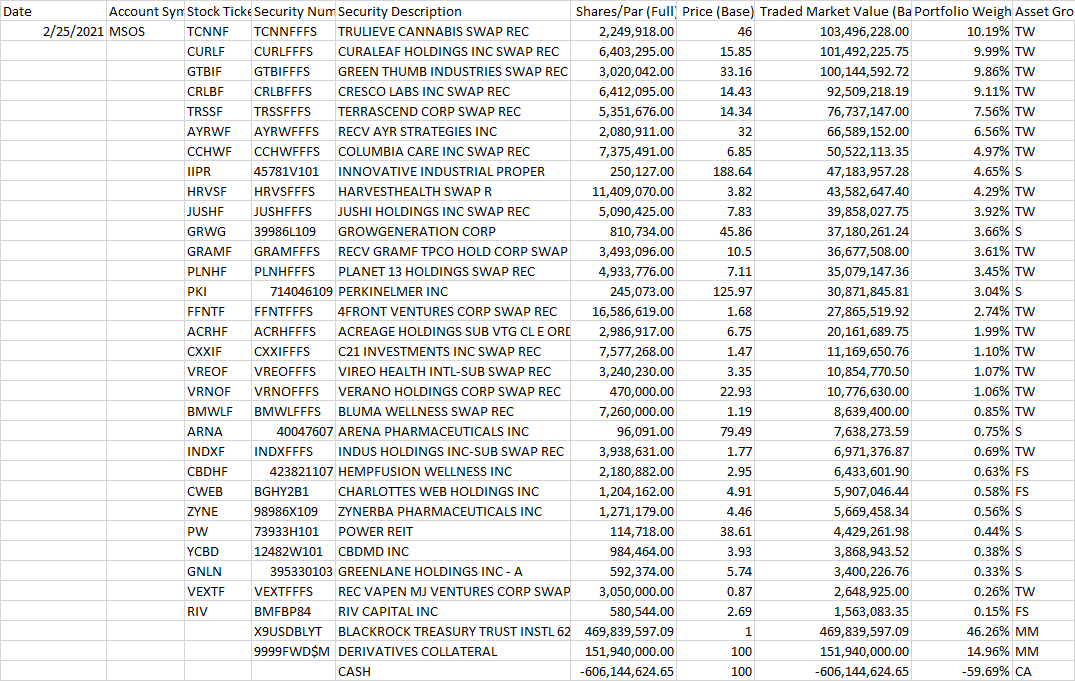 Date Account Sym Stock Ticke Security Num Security Description Shares/Par (Full) Price (Base) Traded Market Value (Ba Portfolio Weigh Asset Gro
2/25/2021 MSOS TCNNF TCNNFFFS TRULIEVE CANNABIS SWAP REC 2,249,918.00 46 103,496,228.00 10.19% TW
CURLF CURLFFFS CURALEAF HOLDINGS INC SWAP REC 6,403,295.00 15.85 101,492,225.75 9.99% TW
GTBIF GTBIFFFS GREEN THUMB INDUSTRIES SWAP REC 3,020,042.00 33.16 100,144,592.72 9.86% TW
CRLBF CRLBFFFS CRESCO LABS INC SWAP REC 6,412,095.00 14.43 92,509,218.19 9.11% TW
TRSSF TRSSFFFS TERRASCEND CORP SWAP REC 5,351,676.00 14.34 76,737,147.00 7.56% TW
AYRWF AYRWFFFS RECV AYR STRATEGIES INC 2,080,911.00 32 66,589,152.00 6.56% TW
CCHWF CCHWFFFS COLUMBIA CARE INC SWAP REC 7,375,491.00 6.85 50,522,113.35 4.97% TW
IIPR 45781V101 INNOVATIVE INDUSTRIAL PROPER 250,127.00 188.64 47,183,957.28 4.65% S
HRVSF HRVSFFFS HARVESTHEALTH SWAP R 11,409,070.00 3.82 43,582,647.40 4.29% TW
JUSHF JUSHFFFS JUSHI HOLDINGS INC SWAP REC 5,090,425.00 7.83 39,858,027.75 3.92% TW
GRWG 39986L109 GROWGENERATION CORP 810,734.00 45.86 37,180,261.24 3.66% S
GRAMF GRAMFFFS RECV GRAMF TPCO HOLD CORP SWAP 3,493,096.00 10.5 36,677,508.00 3.61% TW
PLNHF PLNHFFFS PLANET 13 HOLDINGS SWAP REC 4,933,776.00 7.11 35,079,147.36 3.45% TW
PKI 714046109 PERKINELMER INC 245,073.00 125.97 30,871,845.81 3.04% S
FFNTF FFNTFFFS 4FRONT VENTURES CORP SWAP REC 16,586,619.00 1.68 27,865,519.92 2.74% TW
ACRHF ACRHFFFS ACREAGE HOLDINGS SUB VTG CL E ORD 2,986,917.00 6.75 20,161,689.75 1.99% TW
CXXIF CXXIFFFS C21 INVESTMENTS INC SWAP REC 7,577,268.00 1.47 11,169,650.76 1.10% TW
VREOF VREOFFFS VIREO HEALTH INTL-SUB SWAP REC 3,240,230.00 3.35 10,854,770.50 1.07% TW
VRNOF VRNOFFFS VERANO HOLDINGS CORP SWAP REC 470,000.00 22.93 10,776,630.00 1.06% TW
BMWLF BMWLFFFS BLUMA WELLNESS SWAP REC 7,260,000.00 1.19 8,639,400.00 0.85% TW
ARNA 40047607 ARENA PHARMACEUTICALS INC 96,091.00 79.49 7,638,273.59 0.75% S
INDXF INDXFFFS INDUS HOLDINGS INC-SUB SWAP REC 3,938,631.00 1.77 6,971,376.87 0.69% TW
CBDHF 423821107 HEMPFUSION WELLNESS INC 2,180,882.00 2.95 6,433,601.90 0.63% FS
CWEB BGHY2B1 CHARLOTTES WEB HOLDINGS INC 1,204,162.00 4.91 5,907,046.44 0.58% FS
ZYNE 98986X109 ZYNERBA PHARMACEUTICALS INC 1,271,179.00 4.46 5,669,458.34 0.56% S
PW 73933H101 POWER REIT 114,718.00 38.61 4,429,261.98 0.44% S
YCBD 12482W101 CBDMD INC 984,464.00 3.93 3,868,943.52 0.38% S
GNLN 395330103 GREENLANE HOLDINGS INC - A 592,374.00 5.74 3,400,226.76 0.33% S
VEXTF VEXTFFFS REC VAPEN MJ VENTURES CORP SWAP 3,050,000.00 0.87 2,648,925.00 0.26% TW
RIV BMFBP84 RIV CAPITAL INC 580,544.00 2.69 1,563,083.35 0.15% FS
X9USDBLYT BLACKROCK TREASURY TRUST INSTL 62 469,839,597.09 1 469,839,597.09 46.26% MM
9999FWD$M DERIVATIVES COLLATERAL 151,940,000.00 100 151,940,000.00 14.96% MM
CASH -606,144,624.65 100 -606,144,624.65 -59.69% CA